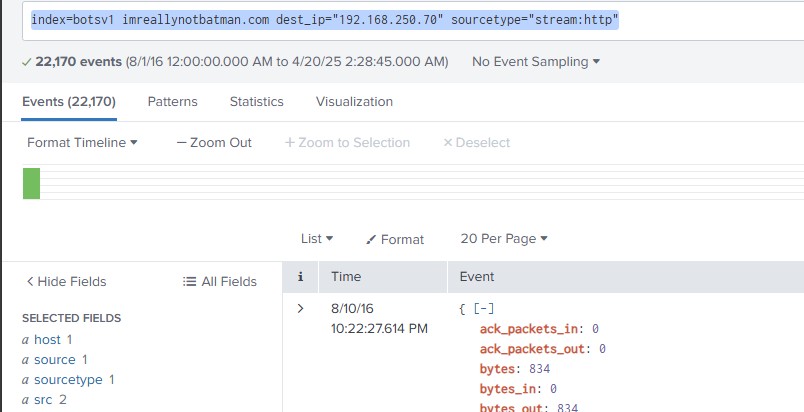 index=botsv1 imreallynotbatman.com dest_ip="192.168.250.70" sourcetype="stream:http"
✓ 22,170 events (8/1/16 12:00:00.000 AM to 4/20/25 2:28:45.000 AM) No Event Sampling ▾
Events (22,170) Patterns Statistics Visualization
Format Timeline ▾ — Zoom Out + Zoom to Selection × Deselect
List ▾ Format 20 Per Page ▾
< Hide Fields All Fields i Time Event
SELECTED FIELDS
a host 1
a source 1
a sourcetype 1
a src 2
> 8/10/16 { [-]
10:22:27.614 PM ack_packets_in: 0
ack_packets_out: 0
bytes: 834
bytes_in: 0
bytes_out: 834